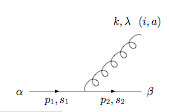 k, λ (i, a)
α β
p₁, s₁ p₂, s₂